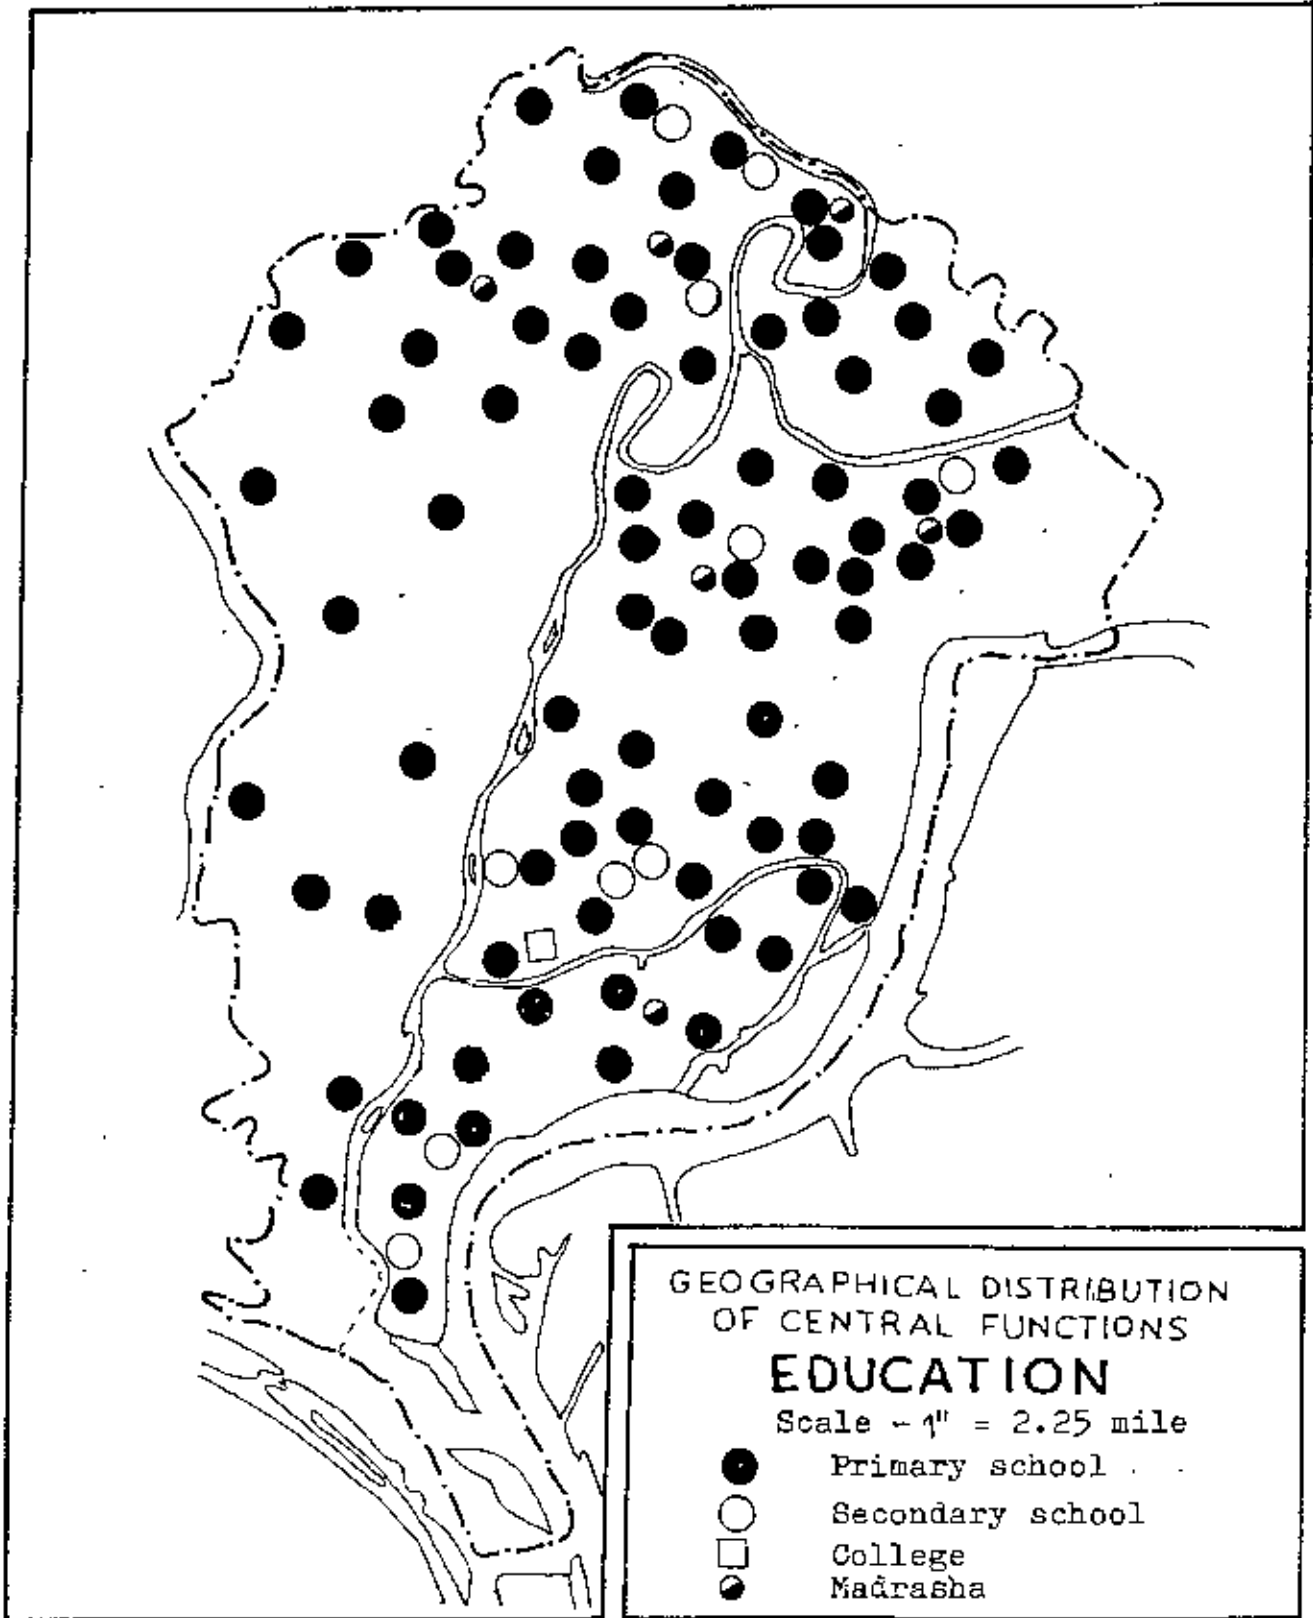 GEOGRAPHICAL DISTRIBUTION
OF CENTRAL FUNCTIONS
EDUCATION
Scale - 1" = 2.25 mile
Primary school
Secondary school
College
Madrasha